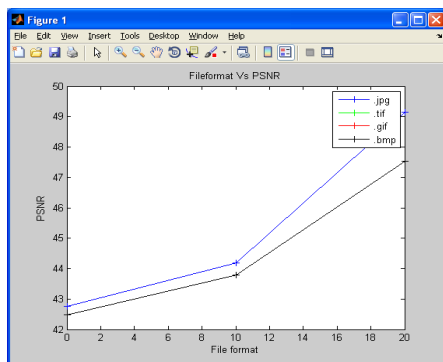 Figure 1
File Edit View Insert Tools Desktop Window Help
Fileformat Vs PSNR
50
49
48
47
46
45
44
43
42
PSNR
.jpg
.tif
.gif
.bmp
0 2 4 6 8 10 12 14 16 18 20
File format